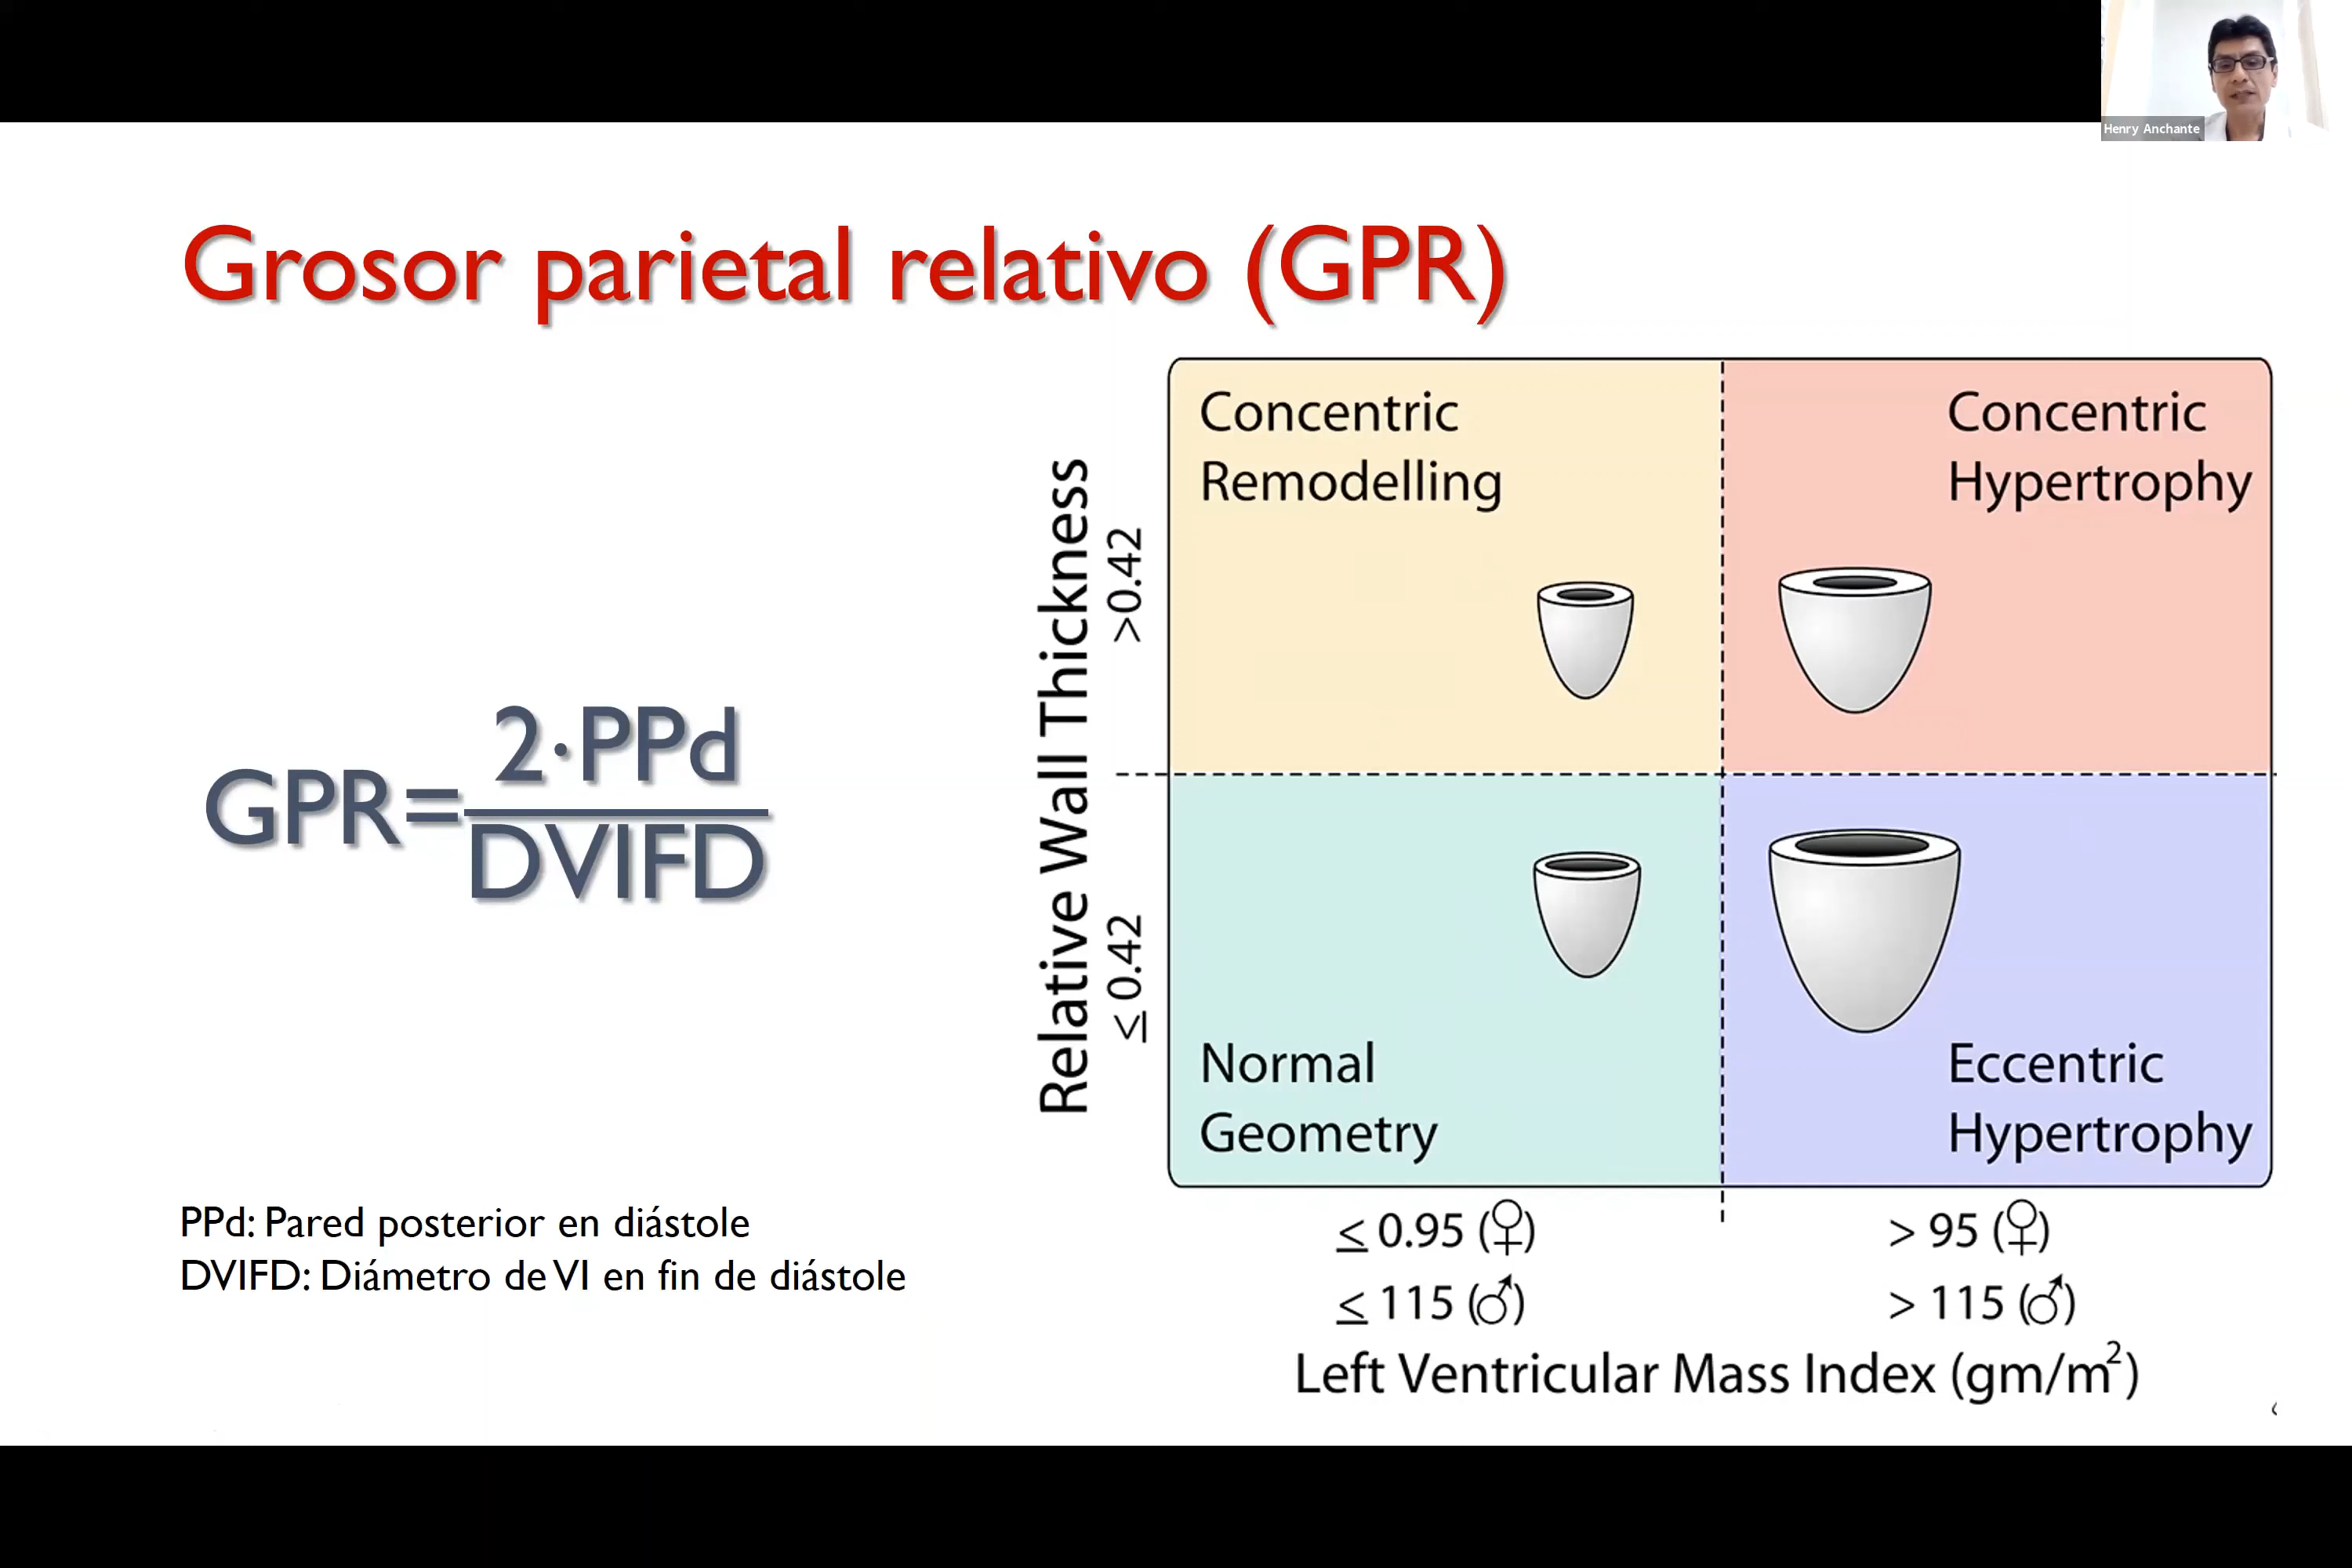 Henry Anchante
Grosor parietal relativo (GPR)
GPR=2·PPd
DVIFD
PPd: Pared posterior en diástole
DVIFD: Diámetro de VI en fin de diástole
Relative Wall Thickness
>0.42
≤ 0.42
Concentric
Remodelling
Concentric
Hypertrophy
Normal
Geometry
Eccentric
Hypertrophy
≤ 0.95 (♀)
≤ 115 (♂)
> 95 (♀)
> 115 (♂)
Left Ventricular Mass Index (gm/m²)